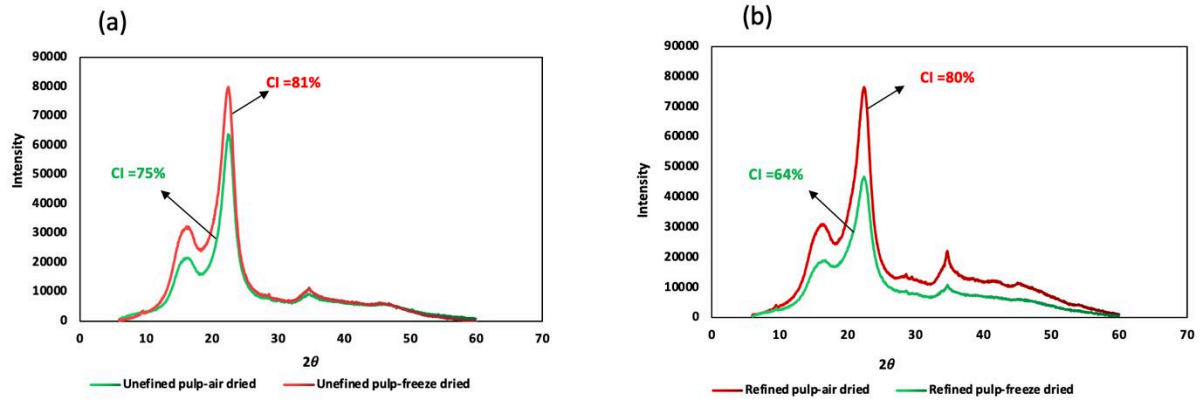 (a)
90000
80000
70000
60000
50000
40000
30000
20000
10000
0
Intensity
CI =81%
CI =75%
0 10 20 30 40 50 60 70
2θ
Unefined pulp-air dried Unefined pulp-freeze dried
(b)
90000
80000
70000
60000
50000
40000
30000
20000
10000
0
Intensity
CI =80%
CI =64%
0 10 20 30 40 50 60 70
2θ
Refined pulp-air dried Refined pulp-freeze dried